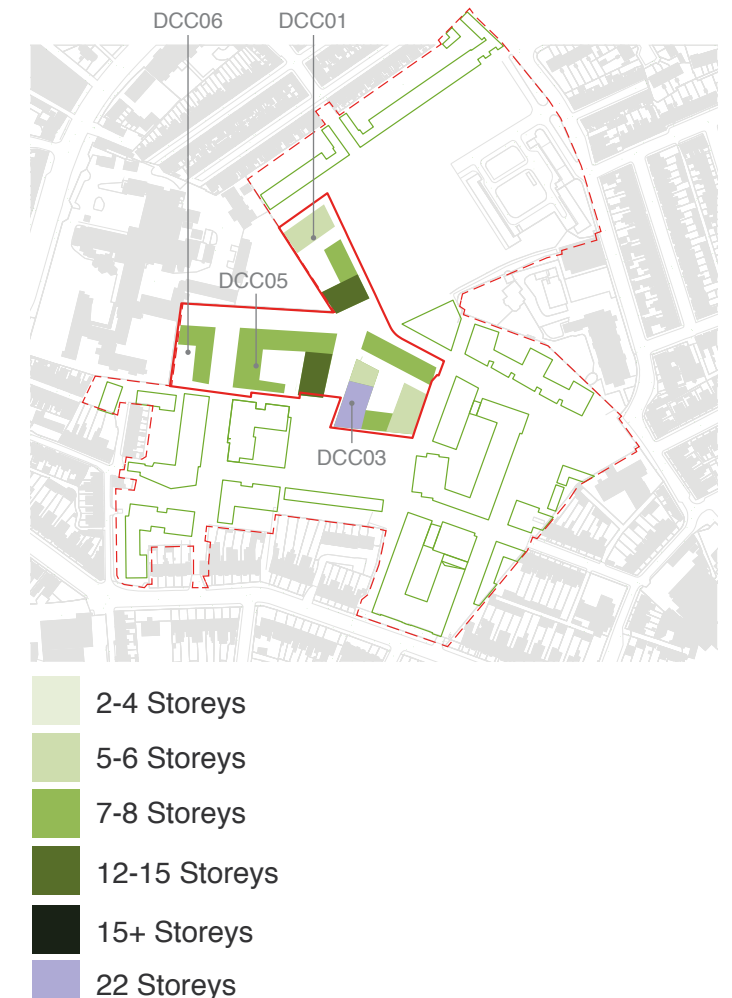 DCC06 DCC01
DCC05
DCC03
2-4 Storeys
5-6 Storeys
7-8 Storeys
12-15 Storeys
15+ Storeys
22 Storeys